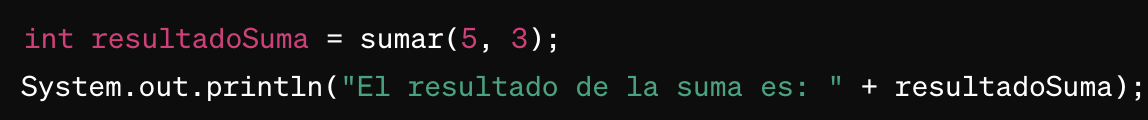 int resultadoSuma = sumar(5, 3);
System.out.println("El resultado de la suma es: " + resultadoSuma);